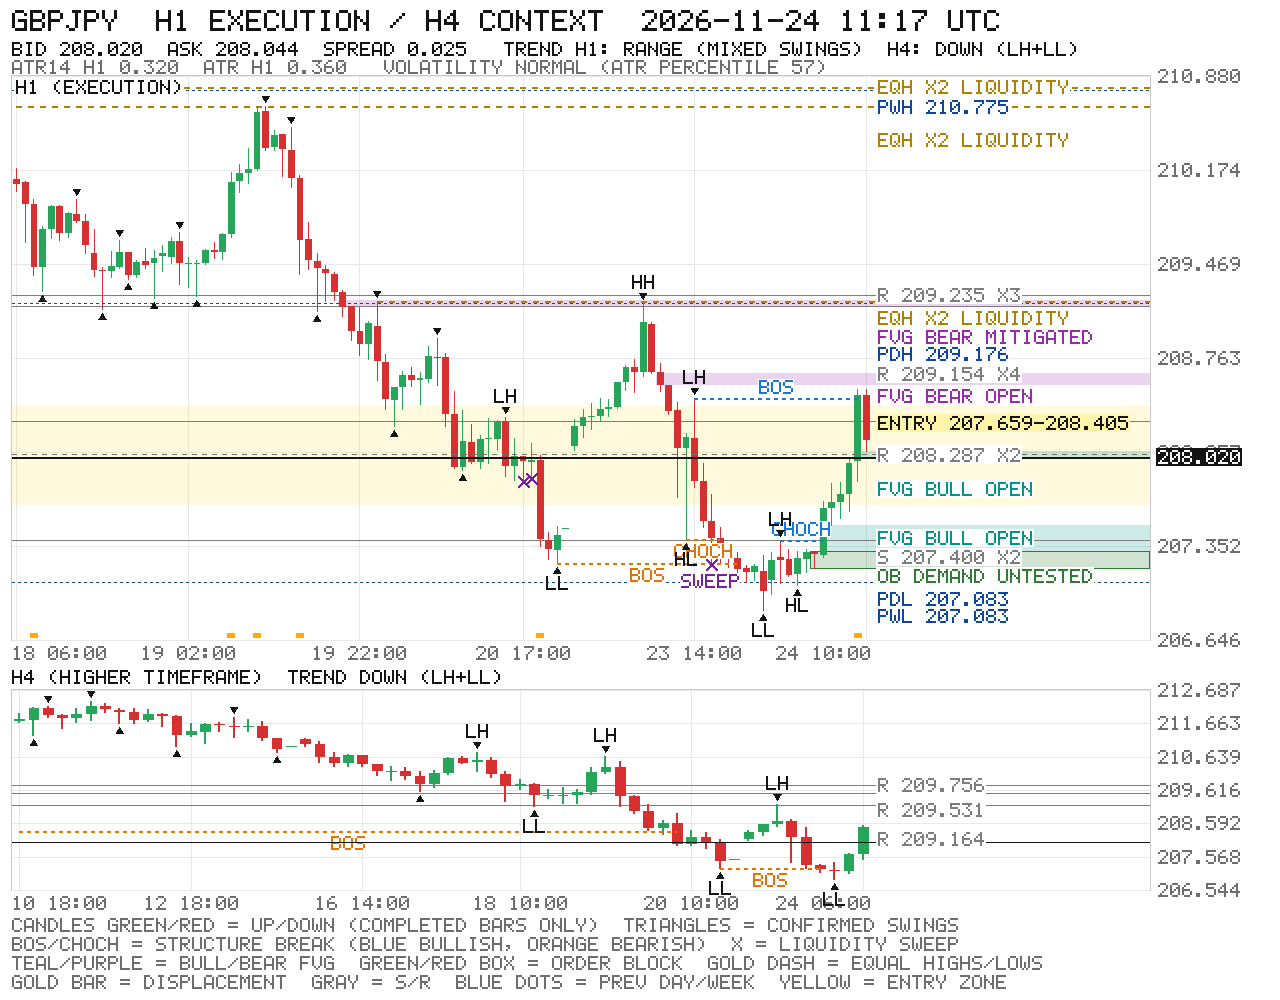 GBPJPY  H1 EXECUTION / H4 CONTEXT  2026-11-24 11:17 UTC
BID 208.020  ASK 208.044  SPREAD 0.025   TREND H1: RANGE (MIXED SWINGS)  H4: DOWN (LH+LL)
ATR14 H1 0.320  ATR H1 0.360   VOLATILITY NORMAL (ATR PERCENTILE 57)
H1 (EXECUTION)
210.880
EQH X2 LIQUIDITY
PWH 210.775
EQH X2 LIQUIDITY
210.174
209.469
HH
R 209.235 X3
EQH X2 LIQUIDITY
FVG BEAR MITIGATED
PDH 209.176
208.763
R 209.154 X4
LH
BOS
LH
FVG BEAR OPEN
ENTRY 207.659-208.405
R 208.287 X2
208.020
FVG BULL OPEN
LH
CHOCH
FVG BULL OPEN
207.352
CHOCH
HL
S 207.400 X2
BOS
SWEEP
OB DEMAND UNTESTED
LL
PDL 207.083
HL
PWL 207.083
LL
206.646
18 06:00  19 02:00  19 22:00  20 17:00  23 14:00  24 10:00
H4 (HIGHER TIMEFRAME)  TREND DOWN (LH+LL)
212.687
211.663
LH
LH
210.639
R 209.756
LH
209.616
R 209.531
LL
208.592
BOS
R 209.164
207.568
BOS
LL
LL
206.544
10 18:00  12 18:00  16 14:00  18 10:00  20 10:00
CANDLES GREEN/RED = UP/DOWN (COMPLETED BARS ONLY)  TRIANGLES = CONFIRMED SWINGS
BOS/CHOCH = STRUCTURE BREAK (BLUE BULLISH, ORANGE BEARISH)  X = LIQUIDITY SWEEP
TEAL/PURPLE = BULL/BEAR FVG  GREEN/RED BOX = ORDER BLOCK  GOLD DASH = EQUAL HIGHS/LOWS
GOLD BAR = DISPLACEMENT  GRAY = S/R  BLUE DOTS = PREV DAY/WEEK  YELLOW = ENTRY ZONE